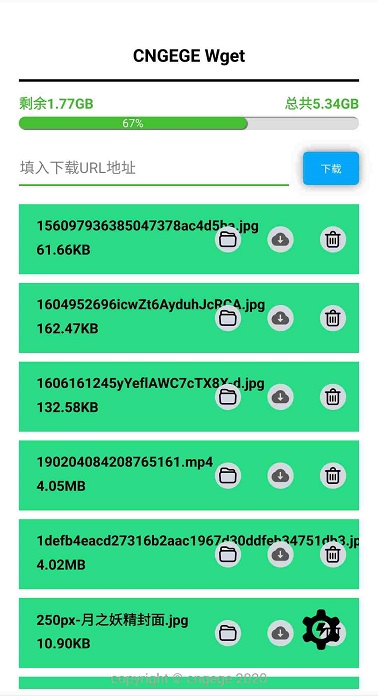 CNGEGE Wget
剩余1.77GB 总共5.34GB
67%
填入下载URL地址 下载
156097936385047378ac4d5ba.jpg
61.66KB
1604952696icwZt6AyduhJcRCA.jpg
162.47KB
1606161245yYeflAWC7cTX8X-d.jpg
132.58KB
190204084208765161.mp4
4.05MB
1defb4eacd27316b2aac1967d30ddfeb34751db3.jp
4.02MB
250px-月之妖精封面.jpg
10.90KB
copyright © cngege 2020